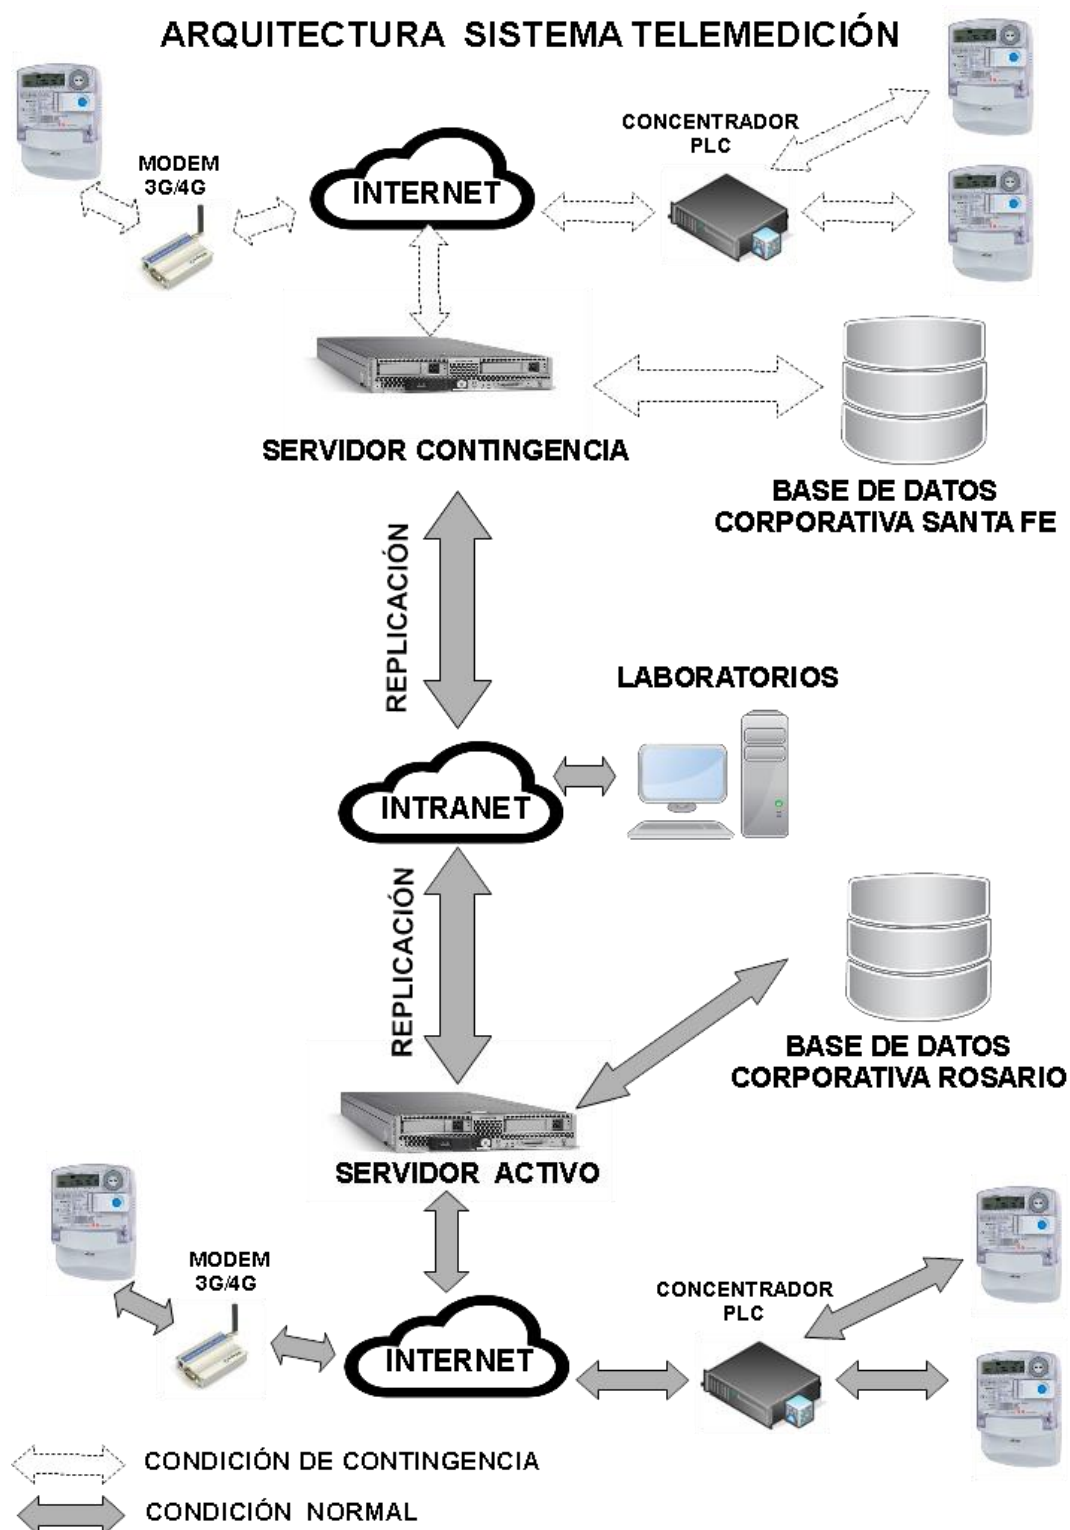 ARQUITECTURA SISTEMA TELEMEDICIÓN
MODEM
3G/4G
INTERNET
CONCENTRADOR
PLC
SERVIDOR CONTINGENCIA
BASE DE DATOS
CORPORATIVA SANTA FE
REPLICACIÓN
LABORATORIOS
INTRANET
REPLICACIÓN
BASE DE DATOS
CORPORATIVA ROSARIO
SERVIDOR ACTIVO
MODEM
3G/4G
INTERNET
CONCENTRADOR
PLC
CONDICIÓN DE CONTINGENCIA
CONDICIÓN NORMAL